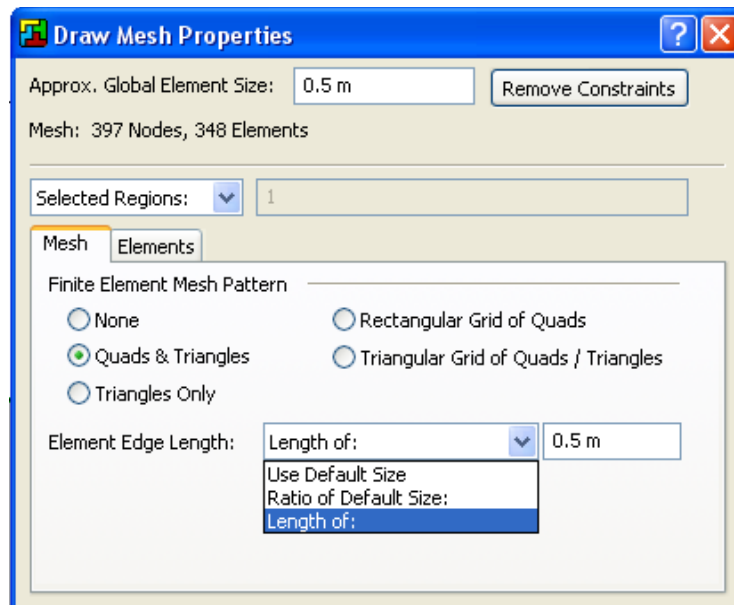 Draw Mesh Properties
Approx. Global Element Size: 0.5 m Remove Constraints
Mesh: 397 Nodes, 348 Elements
Selected Regions: 1
Mesh Elements
Finite Element Mesh Pattern
None Rectangular Grid of Quads
Quads & Triangles Triangular Grid of Quads / Triangles
Triangles Only
Element Edge Length: Length of: 0.5 m
Use Default Size
Ratio of Default Size:
Length of: